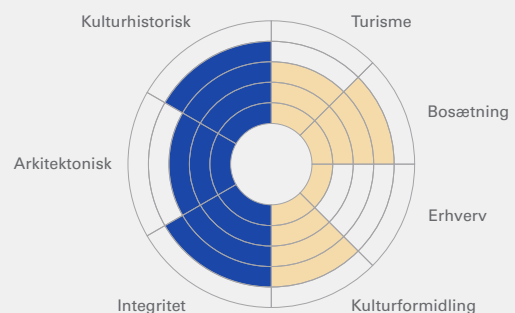 Kulturhistorisk
Turisme
Bosætning
Arkitektonisk
Erhverv
Integritet
Kulturformidling